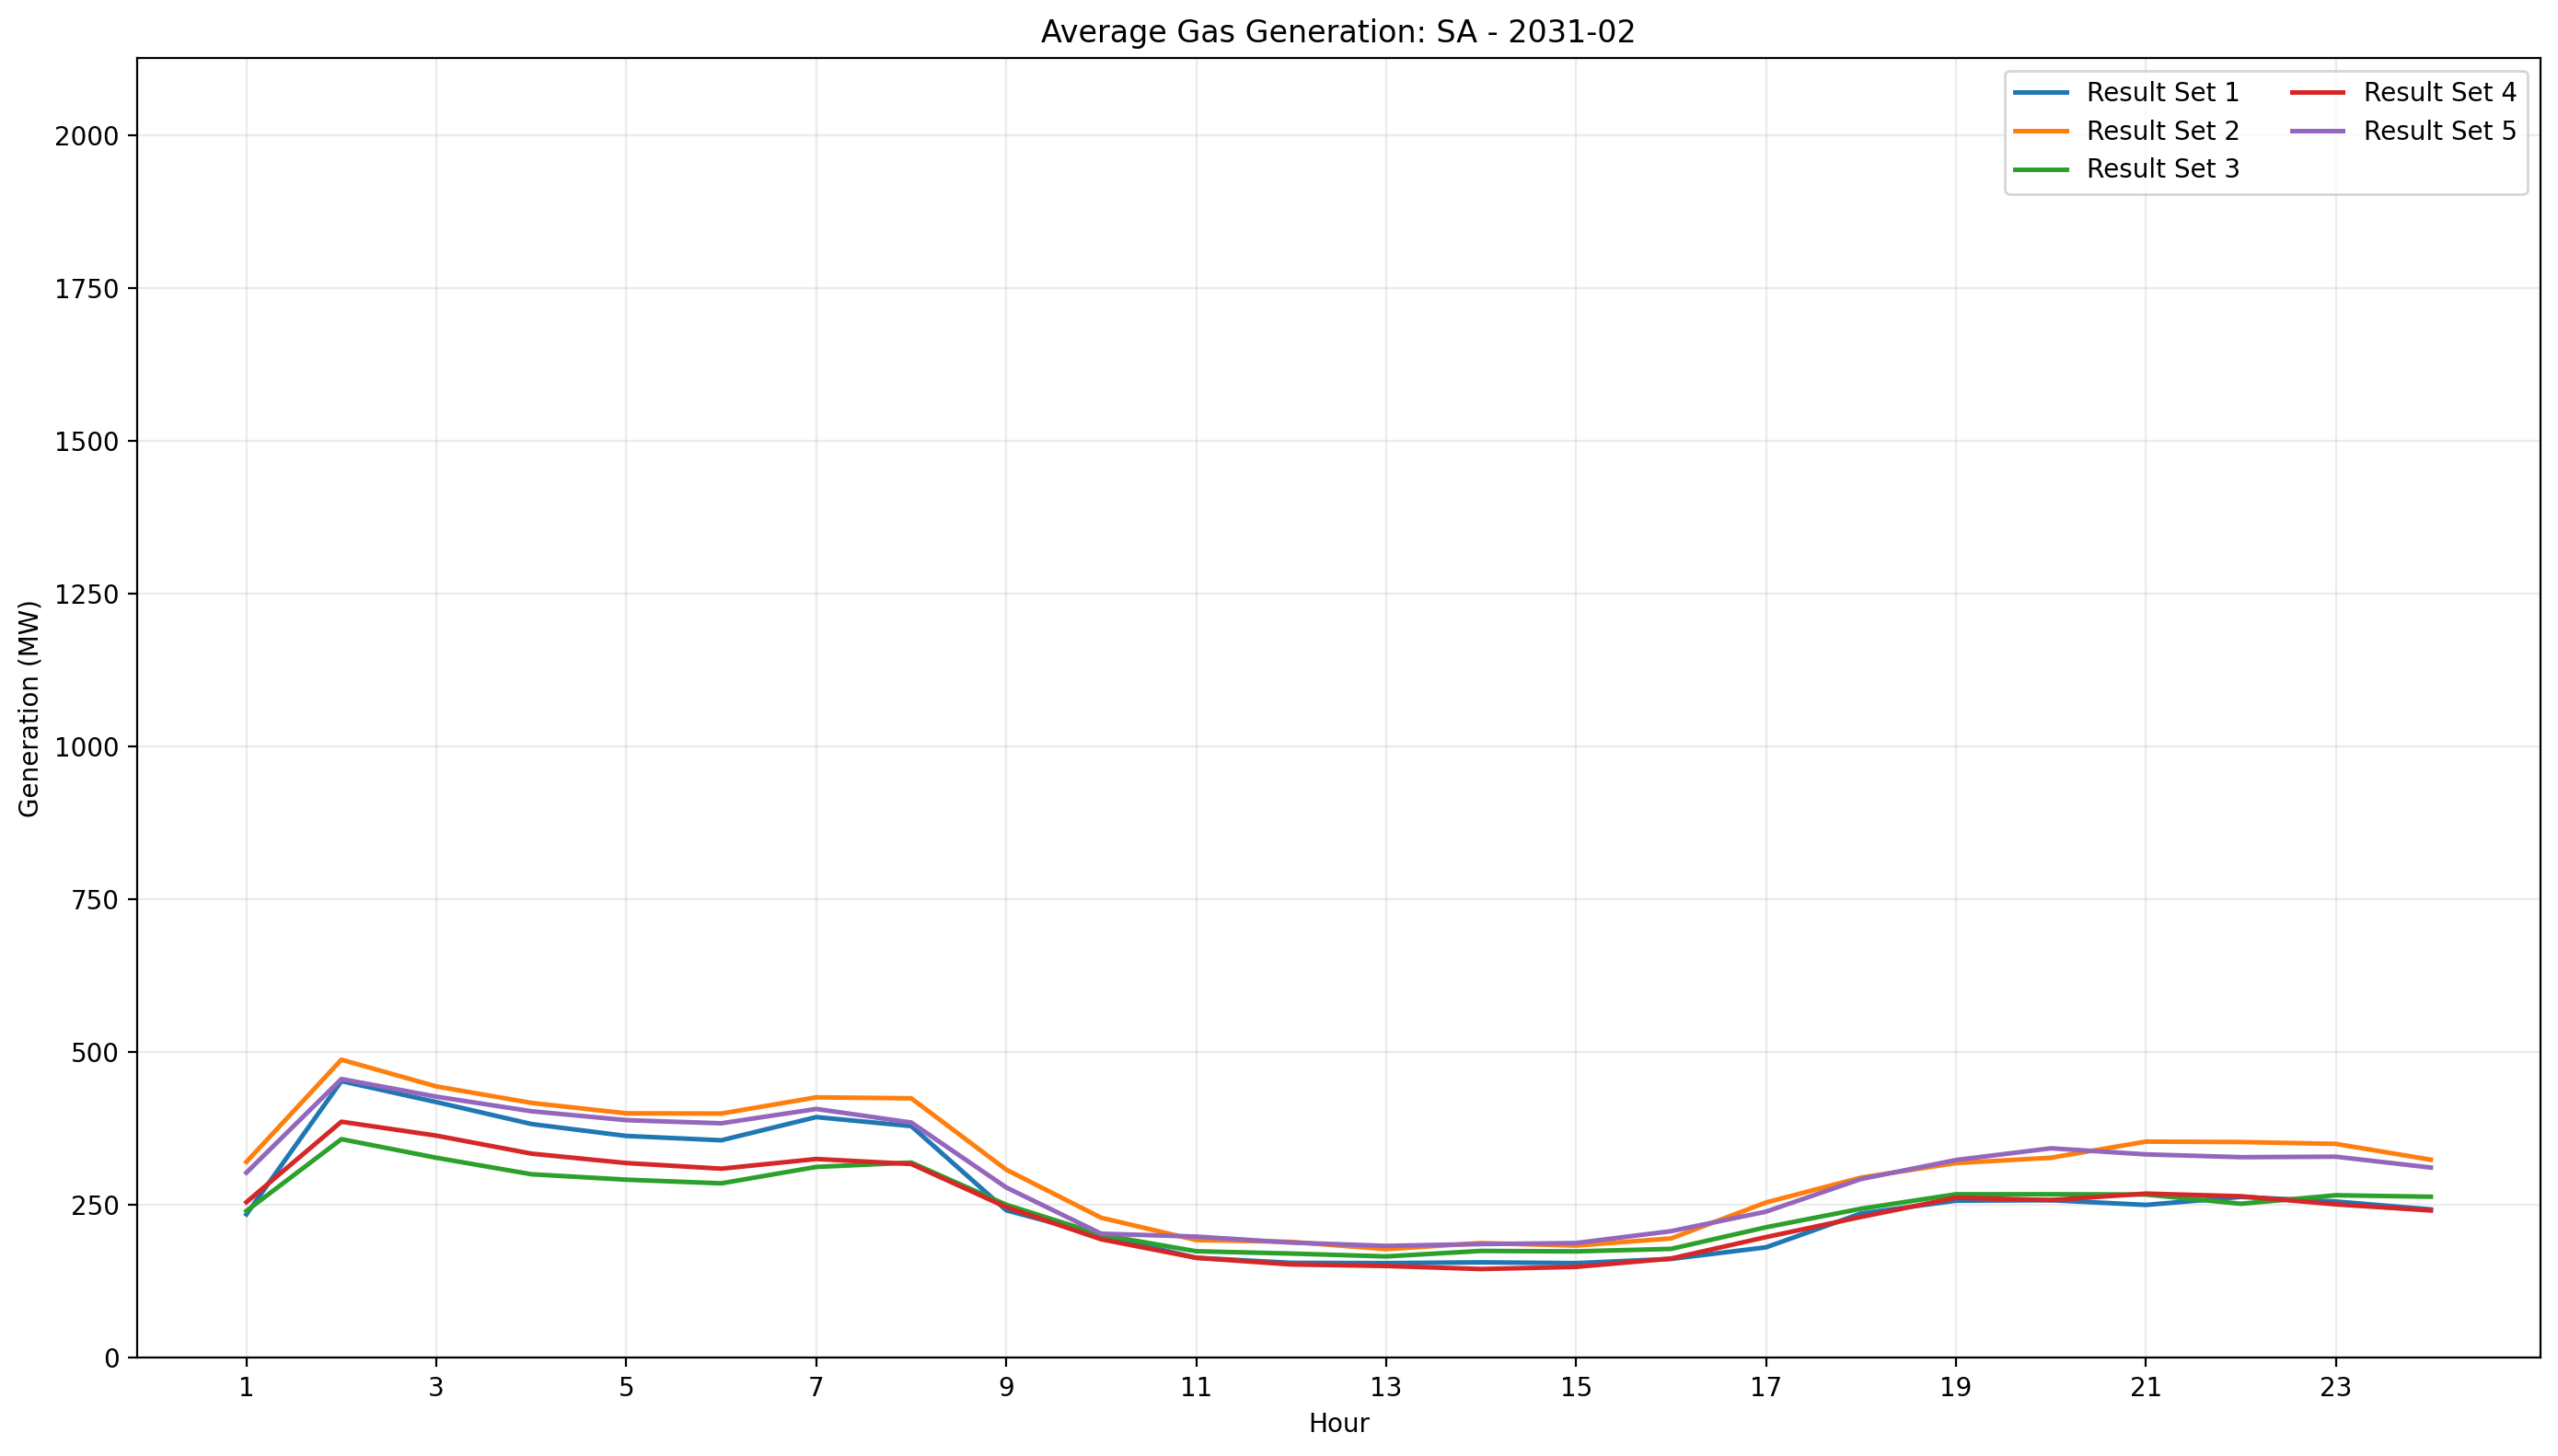 Average Gas Generation: SA - 2031-02
Result Set 1
Result Set 2
Result Set 3
Result Set 4
Result Set 5
Generation (MW)
2000
1750
1500
1250
1000
750
500
250
0
1 3 5 7 9 11 13 15 17 19 21 23
Hour